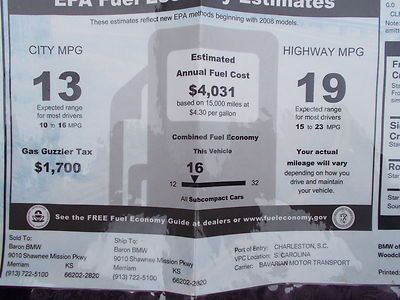 EPA Fuel Economy Estimates
These estimates reflect new EPA methods beginning with 2008 models.
CITY MPG
13
Expected range
for most drivers
10 to 16 MPG
Gas Guzzler Tax
$1,700
Estimated
Annual Fuel Cost
$4,031
based on 15,000 miles at
$4.30 per gallon
Combined Fuel Economy
This Vehicle
16
12 32
All Subcompact Cars
HIGHWAY MPG
19
Expected range
for most drivers
15 to 23 MPG
Your actual
mileage will vary
depending on how you
drive and maintain
your vehicle.
See the FREE Fuel Economy Guide at dealers or www.fueleconomy.gov
Sold To:
Baron BMW
9010 Shawnee Mission Pkwy
Merriam KS
(913) 722-5100 66202-2820
Ship To:
Baron BMW
9010 Shawnee Mission Pkwy
Merriam KS
(913) 722-5100 66202-2820
Port of Entry: CHARLESTON, S.C.
VPC Location: S. CAROLINA
Carrier: BAVARIAN MOTOR TRANSPORT
0.0
BMW of
Woodcl